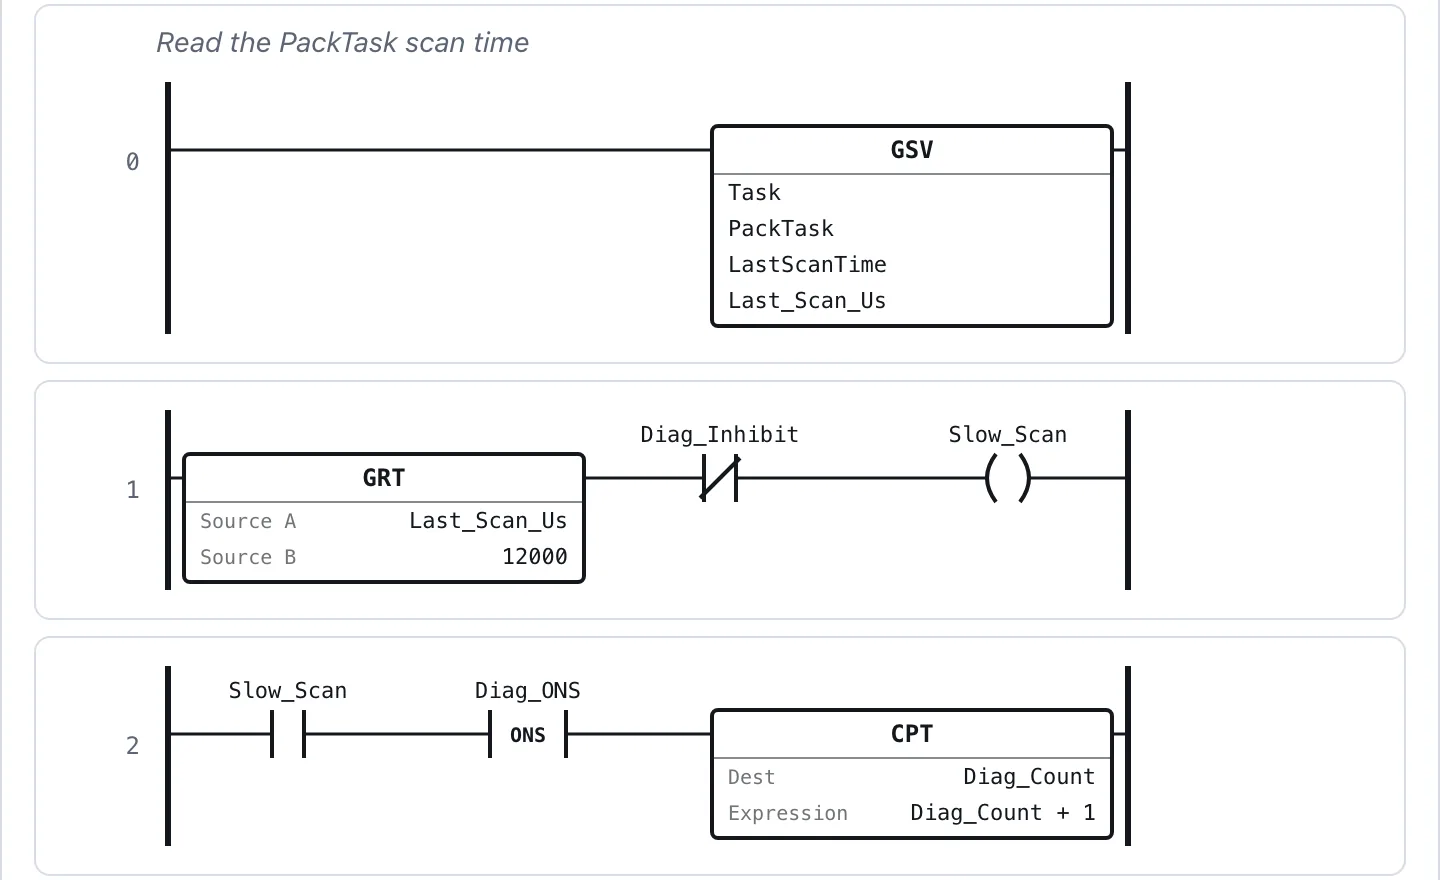 Read the PackTask scan time
0
GSV
Task
PackTask
LastScanTime
Last_Scan_Us
Diag_Inhibit Slow_Scan
1
GRT
Source A Last_Scan_Us
Source B 12000
Slow_Scan Diag_ONS
2
ONS
CPT
Dest Diag_Count
Expression Diag_Count + 1